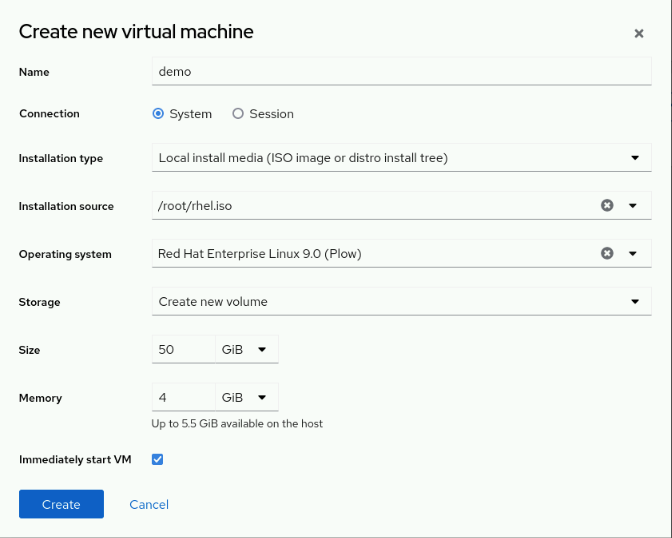 Create new virtual machine
Name demo
Connection System Session
Installation type Local install media (ISO image or distro install tree)
Installation source /root/rhel.iso
Operating system Red Hat Enterprise Linux 9.0 (Plow)
Storage Create new volume
Size 50 GiB
Memory 4 GiB
Up to 5.5 GiB available on the host
Immediately start VM
Create Cancel